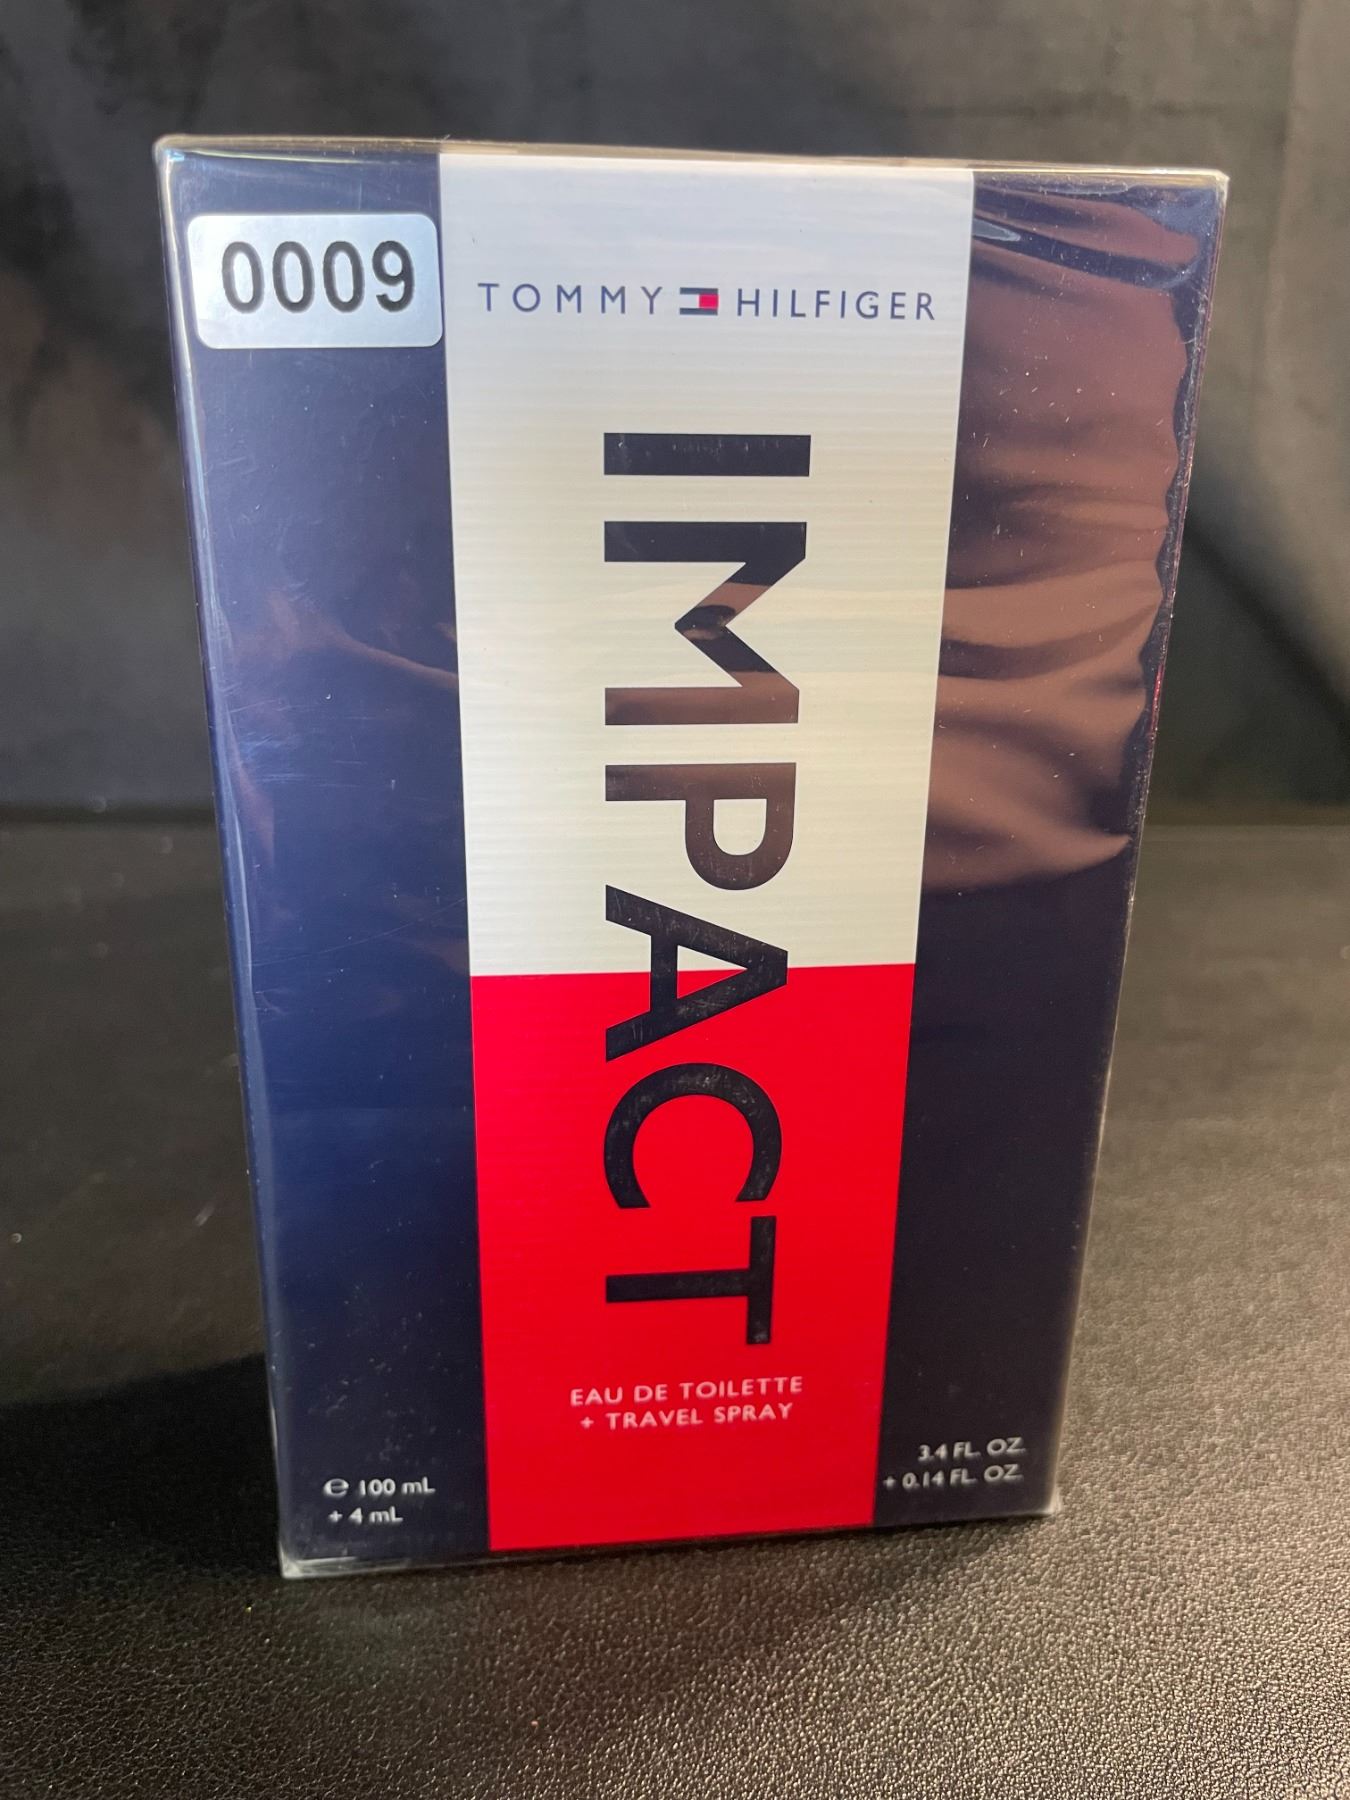 0009
TOMMY HILFIGER
IMPACT
EAU DE TOILETTE
+ TRAVEL SPRAY
℮ 100 mL
+ 4 mL
3.4 FL. OZ.
+ 0.14 FL. OZ.